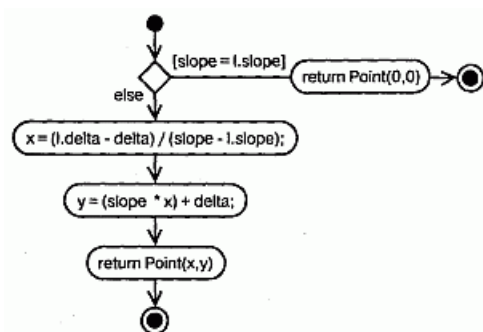 [slope = l.slope]
return Point(0,0)
else
x = (l.delta - delta) / (slope - l.slope);
y = (slope * x) + delta;
return Point(x,y)